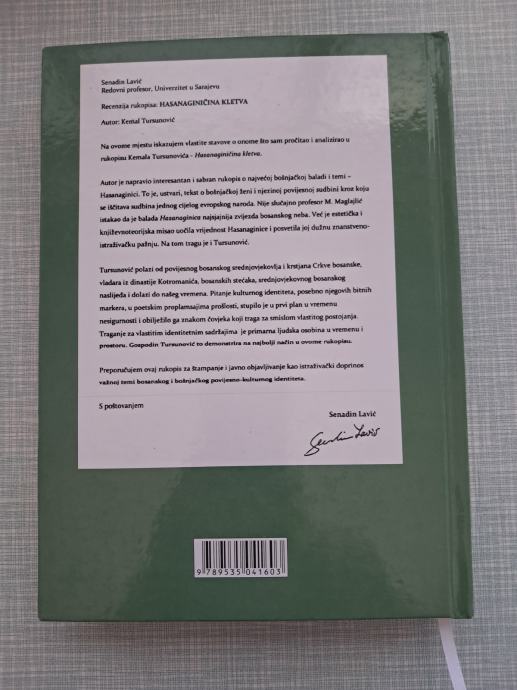 Senadin Lavić
Redovni profesor, Univerzitet u Sarajevu
Recenzija rukopisa: HASANAGINIČINA KLETVA
Autor: Kemal Tursunović
Na ovome mjestu iskazujem vlastite stavove o onome što sam pročitao i analizirao u
rukopisu Kemala Tursunovića - Hasanaginičina kletva.
Autor je napravio interesantan i sabran rukopis o najvećoj bošnjačkoj baladi i temi –
Hasanaginici. To je, ustvari, tekst o bošnjačkoj ženi i njezinoj povijesnoj sudbini kroz koju
se iščitava sudbina jednog cijelog evropskog naroda. Nije slučajno profesor M. Maglajlić
istakao da je balada Hasanaginica najsjajnija zvijezda bosanskog neba. Već je estetička i
književnoteorijska misao uočila vrijednost Hasanaginice i posvetila joj dužnu znanstveno-
istraživačku pažnju. Na tom tragu je i Tursunović.
Tursunović polazi od povijesnog bosanskog srednjovjekovlja i krstjana Crkve bosanske,
vladara iz dinastije Kotromanića, bosanskih stećaka, srednjovjekovnog bosanskog
naslijeđa i dolazi do našeg vremena. Pitanje kulturnog identiteta, posebno njegovih bitnih
markera, u poetskim proplamsajima prošlosti, stupilo je u prvi plan u vremenu
nesigurnosti i obilježilo ga znakom čovjeka koji traga za smislom vlastitog postojanja.
Traganje za vlastitim identitetnim sadržajima je primarna ljudska osobina u vremenu i
prostoru. Gospodin Tursunović to demonstrira na najbolji način u ovome rukopisu.
Preporučujem ovaj rukopis za štampanje i javno objavljivanje kao istraživački doprinos
važnoj temi bosanskog i bošnjačkog povijesno-kulturnog identiteta.
S poštovanjem
Senadin Lavić
Senadin Lavić
9 789535 041603